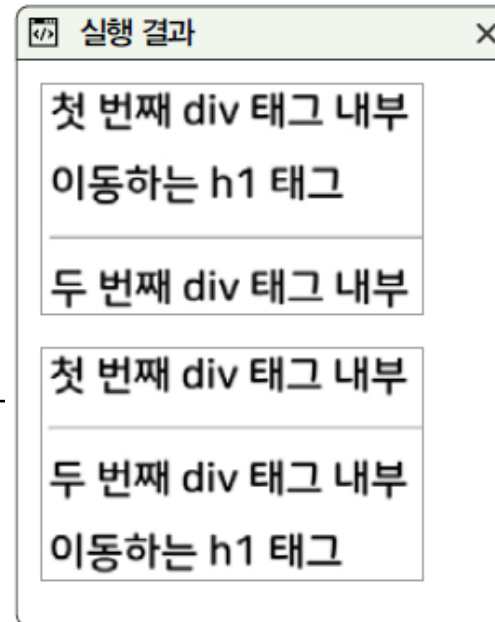 </> 실행 결과 ×
첫 번째 div 태그 내부
이동하는 h1 태그
두 번째 div 태그 내부
첫 번째 div 태그 내부
두 번째 div 태그 내부
이동하는 h1 태그